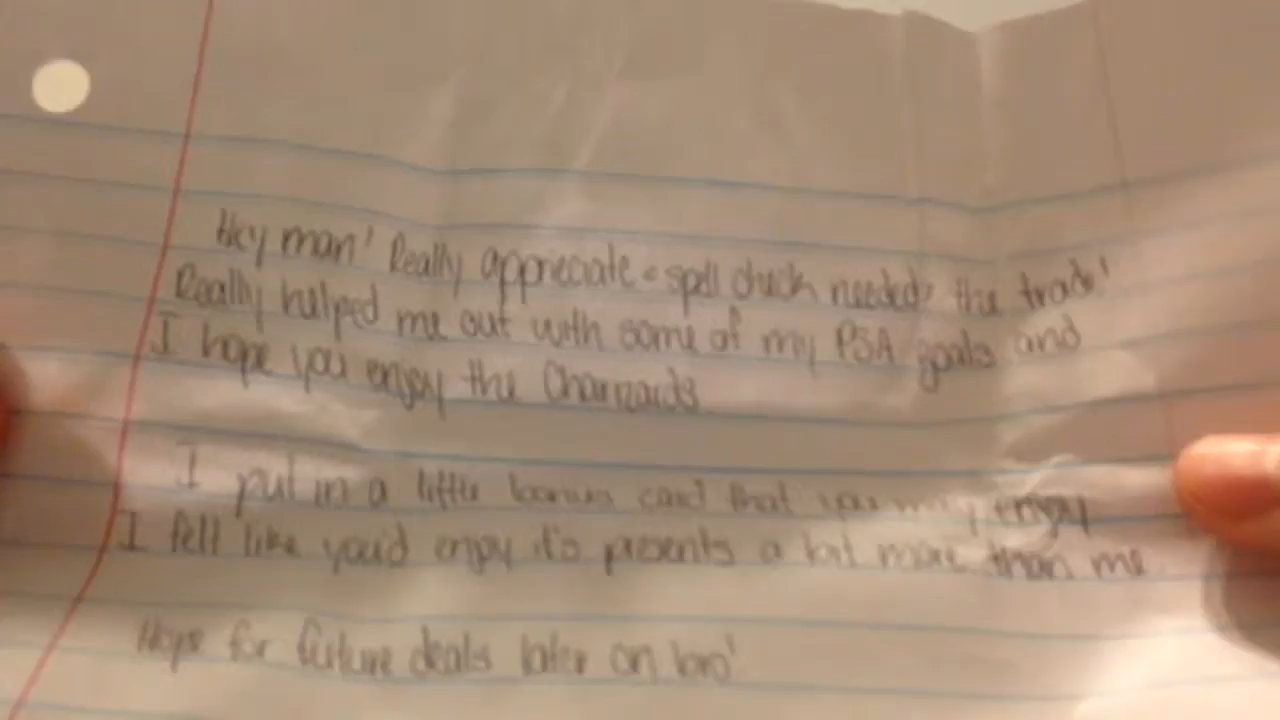 Hey man! Really appreciate <spell check needed> the trade!
Really helped me out with some of my PSA goals and
I hope you enjoy the Charizards
I put in a little bonus card that you may enjoy
I felt like you'd enjoy it's presents a bit more than me
Hope for future deals later on bro!